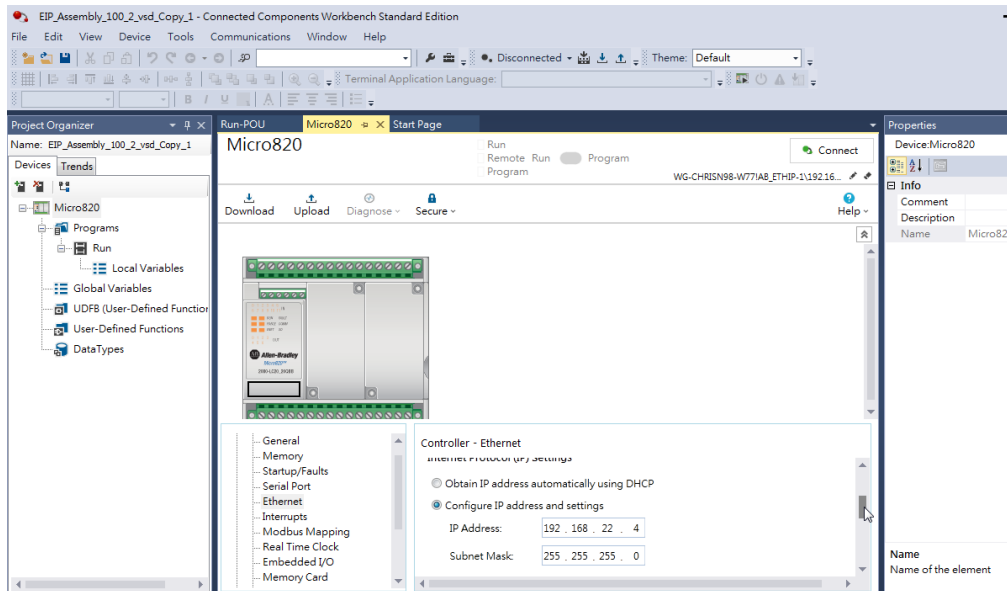 EIP_Assembly_100_2_vsd_Copy_1 - Connected Components Workbench Standard Edition
File Edit View Device Tools Communications Window Help
Disconnected Theme: Default
Terminal Application Language:
B I U A
Project Organizer
Run-POU Micro820 Start Page
Properties
Name: EIP_Assembly_100_2_vsd_Copy_1
Devices Trends
Micro820
Programs
Run
Local Variables
Global Variables
UDFB (User-Defined Function
User-Defined Functions
DataTypes
Micro820
Run
Remote Run Program
Program
Connect
WG-CHRISN98-W77!AB_ETHIP-1\192.16...
Download Upload Diagnose Secure Help
Allen-Bradley
Micro820
General
Memory
Startup/Faults
Serial Port
Ethernet
Interrupts
Modbus Mapping
Real Time Clock
Embedded I/O
Memory Card
Controller - Ethernet
Internet Protocol (IP) Settings
Obtain IP address automatically using DHCP
Configure IP address and settings
IP Address: 192 . 168 . 22 . 4
Subnet Mask: 255 . 255 . 255 . 0
Device:Micro820
Info
Comment
Description
Name Micro82
Name
Name of the element